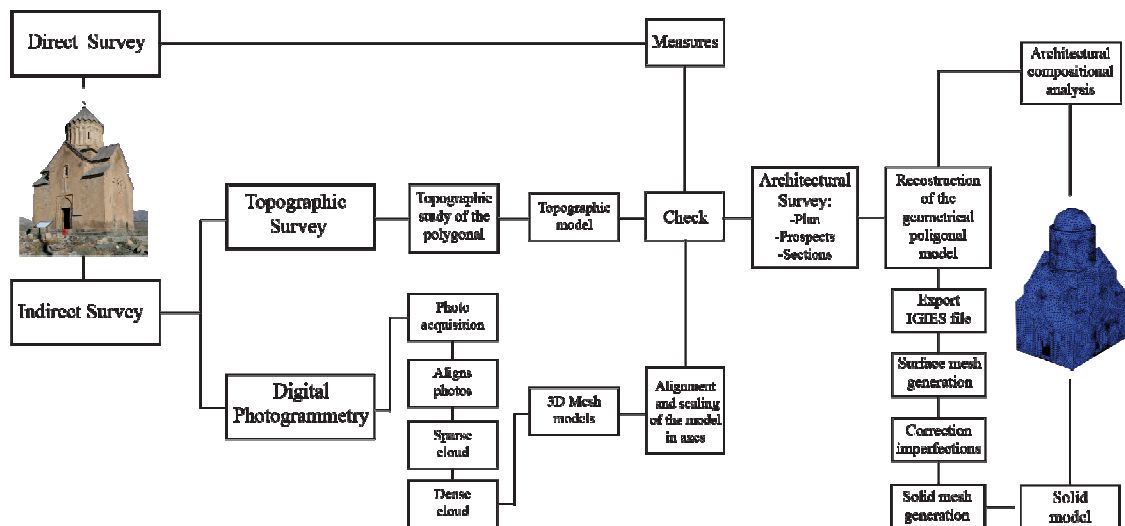 Direct Survey
Measures
Architectural
compositional
analysis
Topographic
Survey
Topographic
study of the
polygonal
Topographic
model
Check
Architectural
Survey:
-Plan
-Prospects
-Sections
Recostruction
of the
geometrical
poligonal
model
Indirect Survey
Photo
acquisition
Aligns
photos
Sparse
cloud
Dense
cloud
Digital
Photogrammetry
3D Mesh
models
Alignment
and scaling
of the model
in axes
Export
IGIES file
Surface mesh
generation
Correction
imperfections
Solid mesh
generation
Solid
model